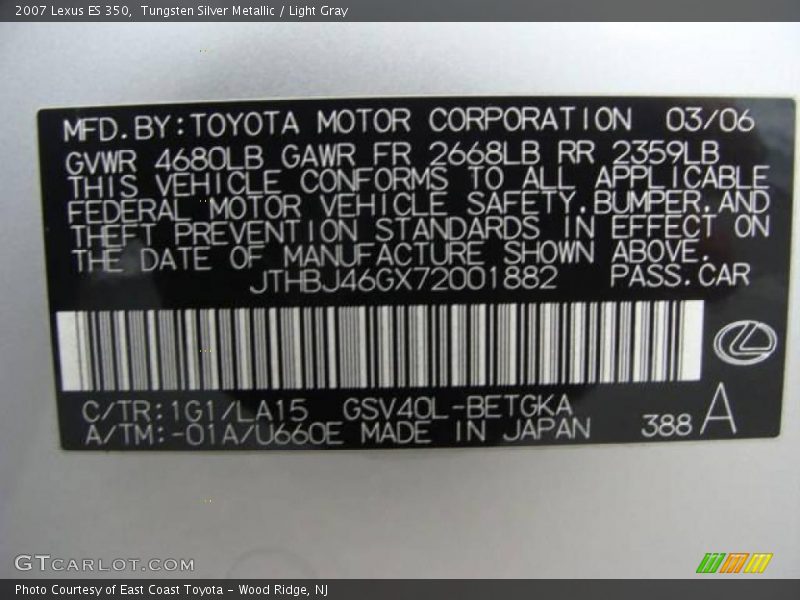 2007 Lexus ES 350, Tungsten Silver Metallic / Light Gray
MFD.BY:TOYOTA MOTOR CORPORATION 03/06
GVWR 4680LB GAWR FR 2668LB RR 2359LB
THIS VEHICLE CONFORMS TO ALL APPLICABLE
FEDERAL MOTOR VEHICLE SAFETY,BUMPER,AND
THEFT PREVENTION STANDARDS IN EFFECT ON
THE DATE OF MANUFACTURE SHOWN ABOVE.
JTHBJ46GX72001882 PASS.CAR
C/TR:1G1/LA15 GSV40L-BETGKA
A/TM:-01A/U660E MADE IN JAPAN 388 A
GTCARLOT.COM
Photo Courtesy of East Coast Toyota - Wood Ridge, NJ